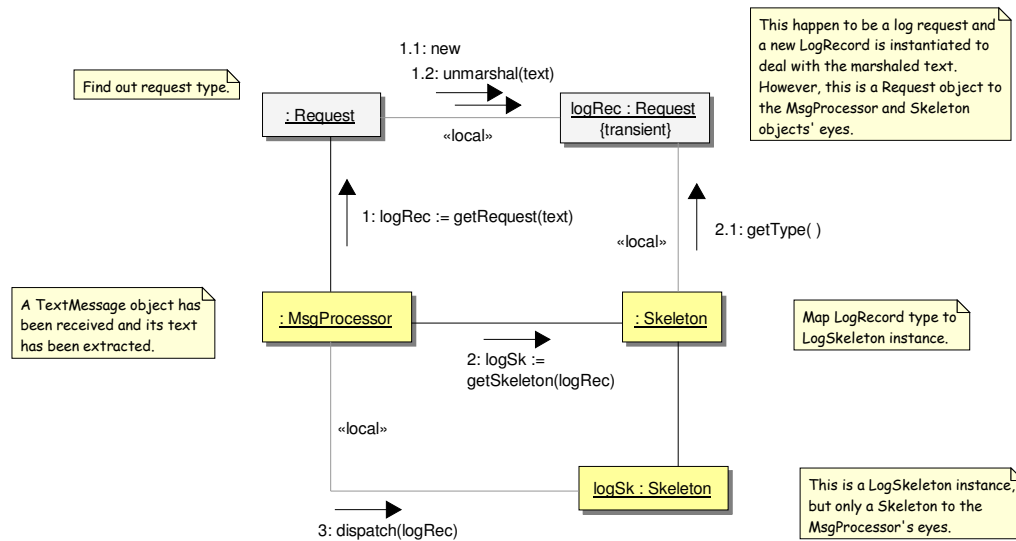 This happen to be a log request and
a new LogRecord is instantiated to
deal with the marshaled text.
However, this is a Request object to
the MsgProcessor and Skeleton
objects' eyes.
1.1: new
1.2: unmarshal(text)
Find out request type.
: Request
logRec : Request
{transient}
«local»
1: logRec := getRequest(text)
«local»
2.1: getType( )
A TextMessage object has
been received and its text
has been extracted.
: MsgProcessor
: Skeleton
Map LogRecord type to
LogSkeleton instance.
2: logSk :=
getSkeleton(logRec)
«local»
logSk : Skeleton
This is a LogSkeleton instance,
but only a Skeleton to the
MsgProcessor's eyes.
3: dispatch(logRec)